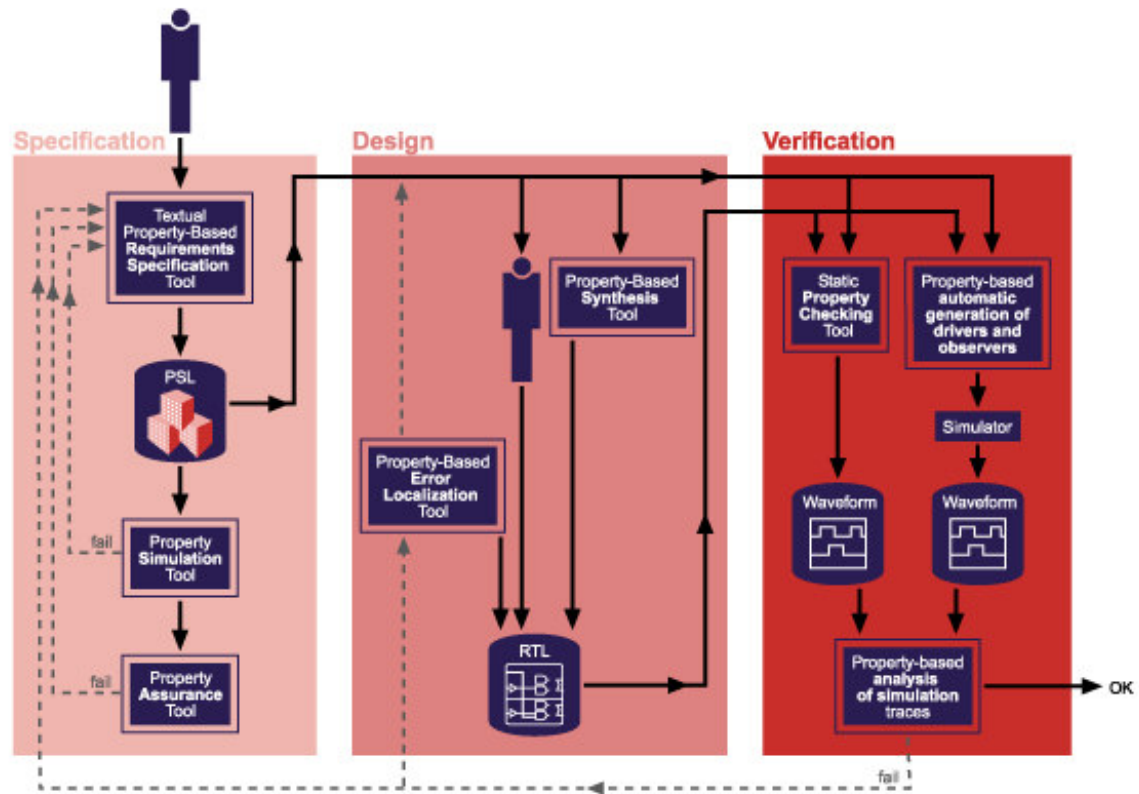 Specification
Design
Verification
Textual
Property-Based
Requirements
Specification
Tool
PSL
fail
Property
Simulation
Tool
fail
Property
Assurance
Tool
Property-Based
Synthesis
Tool
Property-Based
Error
Localization
Tool
RTL
Static
Property
Checking
Tool
Property-based
automatic
generation of
drivers and
observers
Simulator
Waveform
Waveform
Property-based
analysis
of simulation
traces
OK
fail